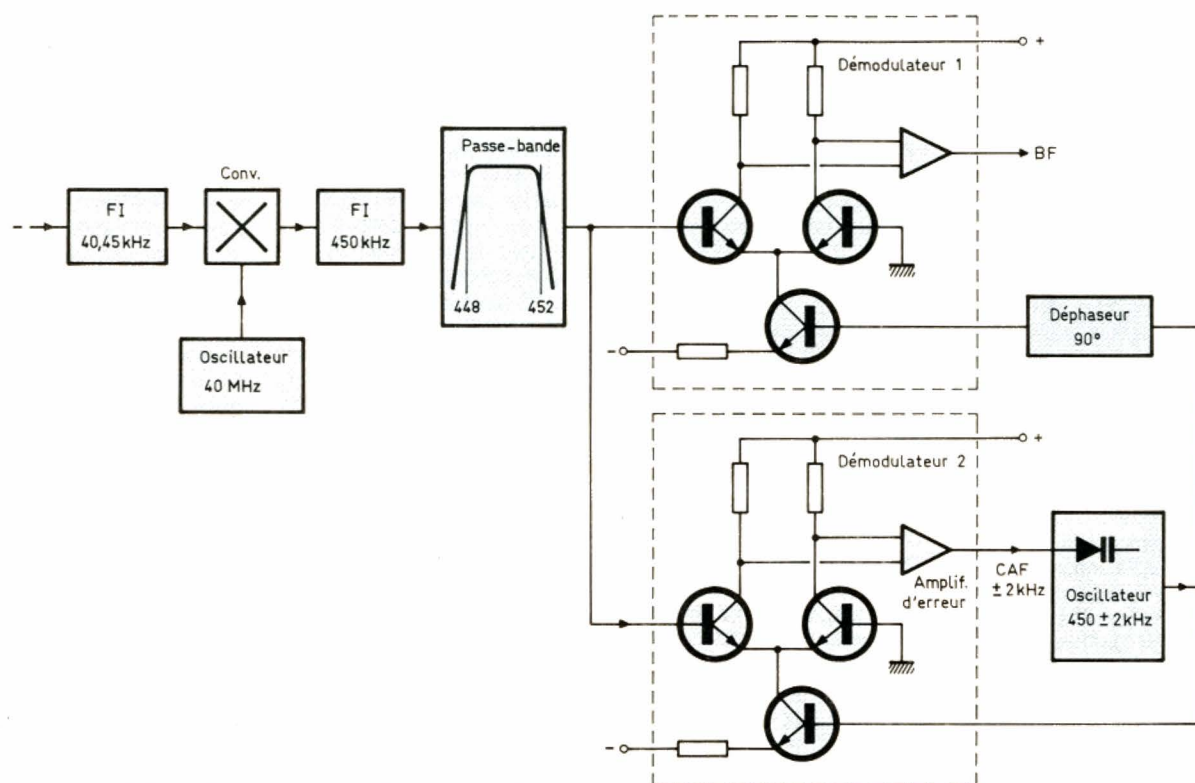 FI
40,45 kHz
Conv.
Oscillateur
40 MHz
FI
450 kHz
Passe-bande
448
452
Démodulateur 1
+
BF
-
Déphaseur
90°
Démodulateur 2
+
Amplif.
d'erreur
CAF
± 2 kHz
Oscillateur
450 ± 2 kHz
-